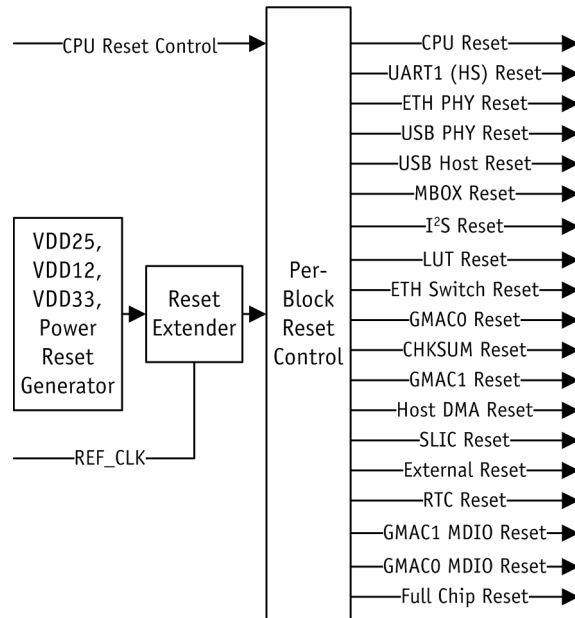 CPU Reset Control
VDD25,
VDD12,
VDD33,
Power
Reset
Generator
Reset
Extender
REF_CLK
Per-
Block
Reset
Control
CPU Reset
UART1 (HS) Reset
ETH PHY Reset
USB PHY Reset
USB Host Reset
MBOX Reset
I²S Reset
LUT Reset
ETH Switch Reset
GMAC0 Reset
CHKSUM Reset
GMAC1 Reset
Host DMA Reset
SLIC Reset
External Reset
RTC Reset
GMAC1 MDIO Reset
GMAC0 MDIO Reset
Full Chip Reset